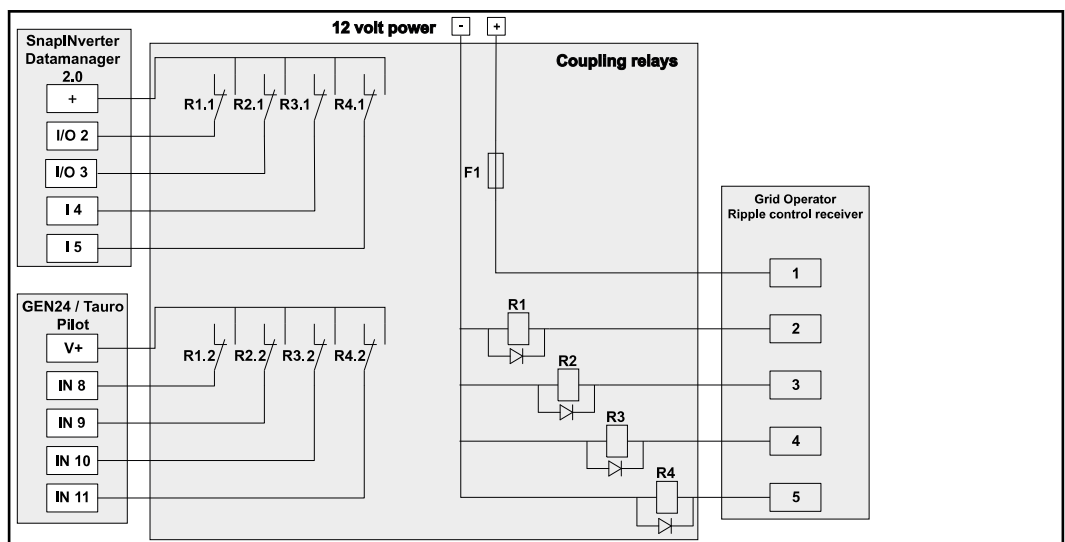 12 volt power - +
SnapINverter
Datamanager
2.0
+
I/O 2
I/O 3
I 4
I 5
R1.1 R2.1 R3.1 R4.1
Coupling relays
F1
Grid Operator
Ripple control receiver
1
2
3
4
5
GEN24 / Tauro
Pilot
V+
IN 8
IN 9
IN 10
IN 11
R1.2 R2.2 R3.2 R4.2
R1
R2
R3
R4